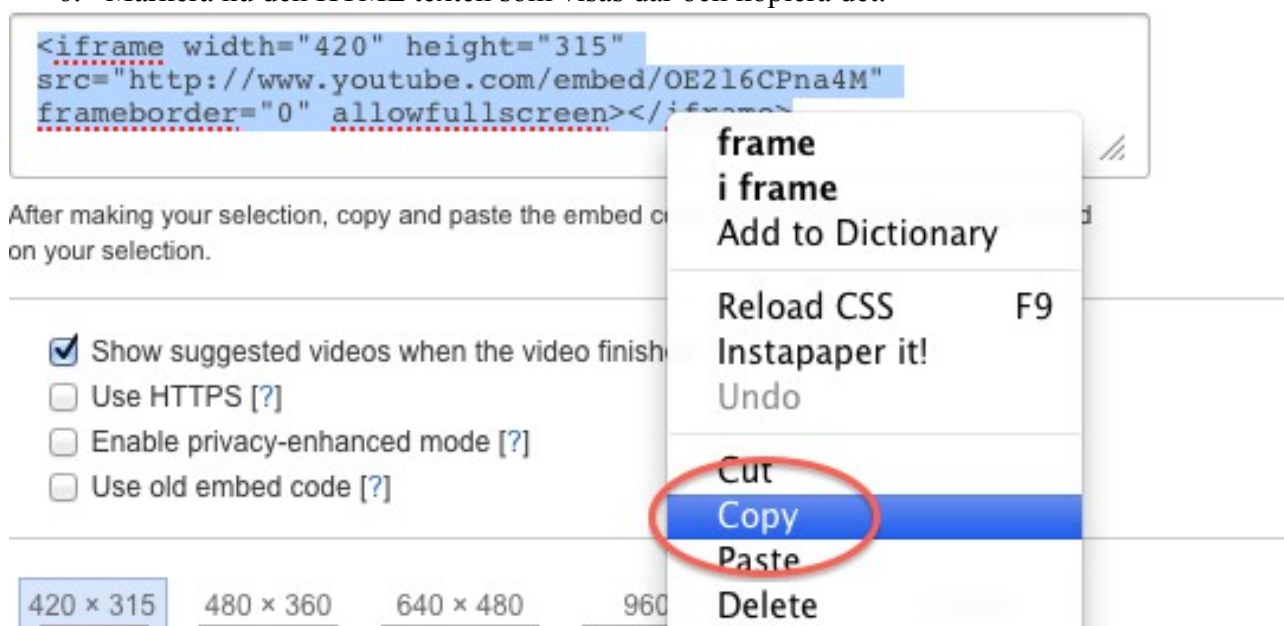 <iframe width="420" height="315"
src="http://www.youtube.com/embed/OE2l6CPna4M"
frameborder="0" allowfullscreen></iframe>
frame
i frame
Add to Dictionary
After making your selection, copy and paste the embed
on your selection.
Reload CSS F9
Instapaper it!
Undo
Show suggested videos when the video
Use HTTPS [?]
Enable privacy-enhanced mode [?]
Use old embed code [?]
Cut
Copy
Paste
Delete
420 × 315 480 × 360 640 × 480 960